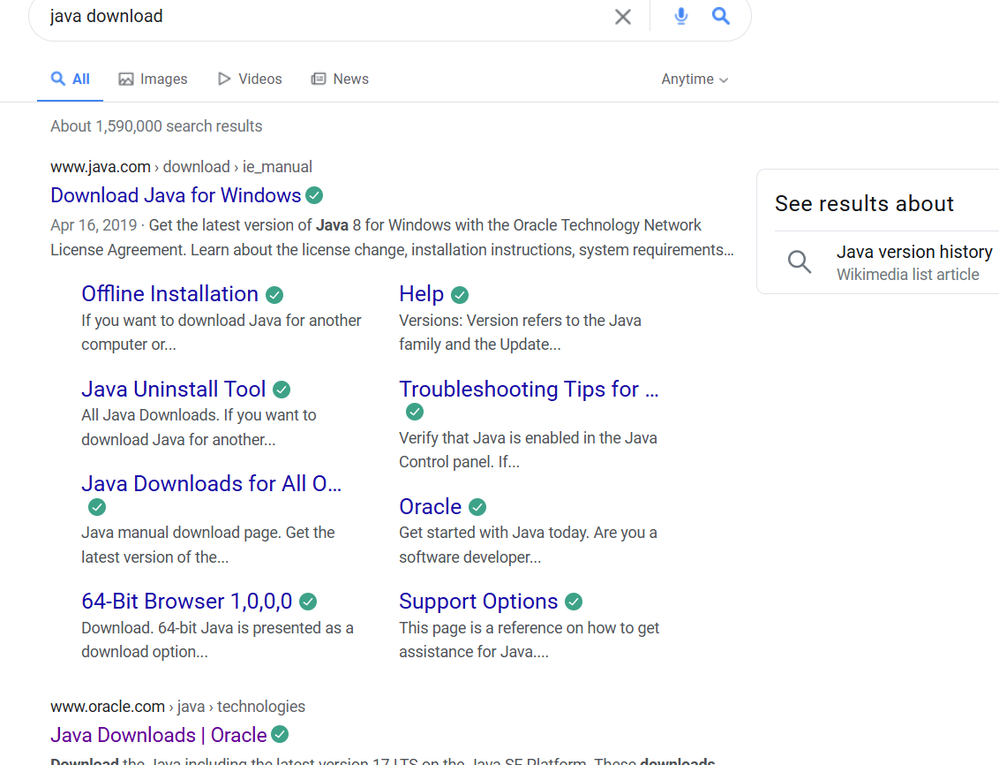 java download
All Images Videos News Anytime
About 1,590,000 search results
www.java.com › download › ie_manual
Download Java for Windows
Apr 16, 2019 · Get the latest version of Java 8 for Windows with the Oracle Technology Network
License Agreement. Learn about the license change, installation instructions, system requirements...
Offline Installation
If you want to download Java for another
computer or...
Java Uninstall Tool
All Java Downloads. If you want to
download Java for another...
Java Downloads for All O...
Java manual download page. Get the
latest version of the...
64-Bit Browser 1,0,0,0
Download. 64-bit Java is presented as a
download option...
Help
Versions: Version refers to the Java
family and the Update...
Troubleshooting Tips for ...
Verify that Java is enabled in the Java
Control panel. If...
Oracle
Get started with Java today. Are you a
software developer...
Support Options
This page is a reference on how to get
assistance for Java....
www.oracle.com › java › technologies
Java Downloads | Oracle
Download the Java including the latest version 17 LTS on the Java SE Platform. These downloads
See results about
Java version history
Wikimedia list article